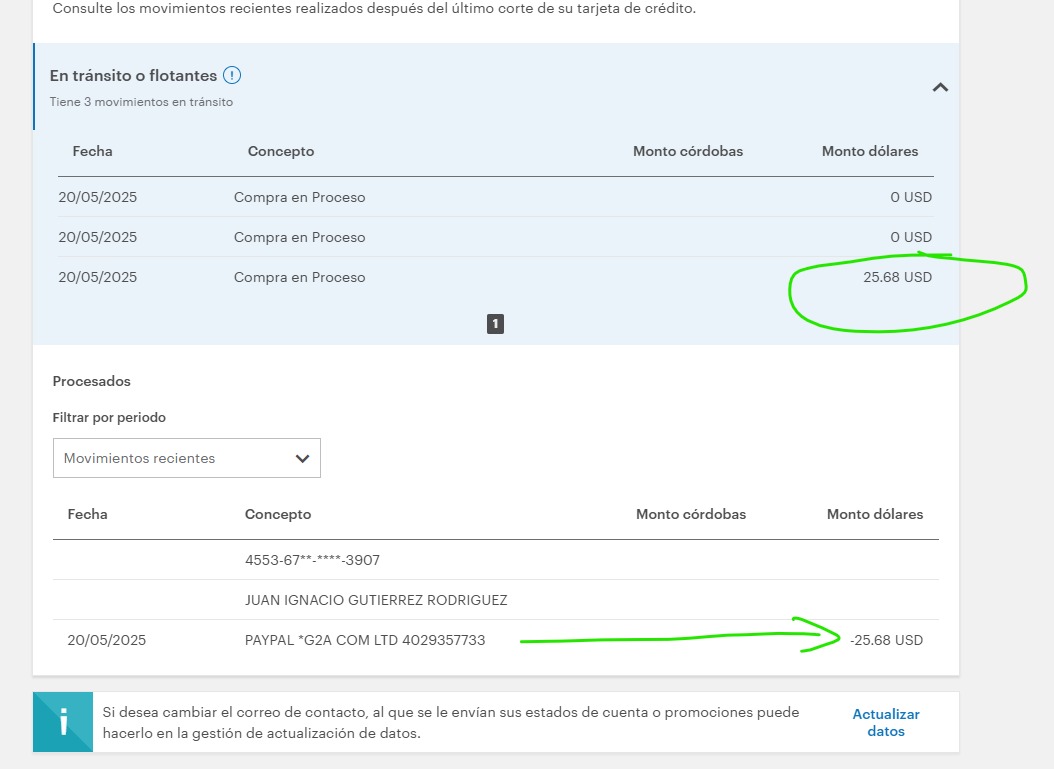 Consulte los movimientos recientes realizados después del último corte de su tarjeta de crédito.
En tránsito o flotantes !
Tiene 3 movimientos en tránsito
Fecha Concepto Monto córdobas Monto dólares
20/05/2025 Compra en Proceso 0 USD
20/05/2025 Compra en Proceso 0 USD
20/05/2025 Compra en Proceso 25.68 USD
1
Procesados
Filtrar por periodo
Movimientos recientes
Fecha Concepto Monto córdobas Monto dólares
4553-67**-****-3907
JUAN IGNACIO GUTIERREZ RODRIGUEZ
20/05/2025 PAYPAL *G2A COM LTD 4029357733 -25.68 USD
i
Si desea cambiar el correo de contacto, al que se le envían sus estados de cuenta o promociones puede
hacerlo en la gestión de actualización de datos.
Actualizar
datos